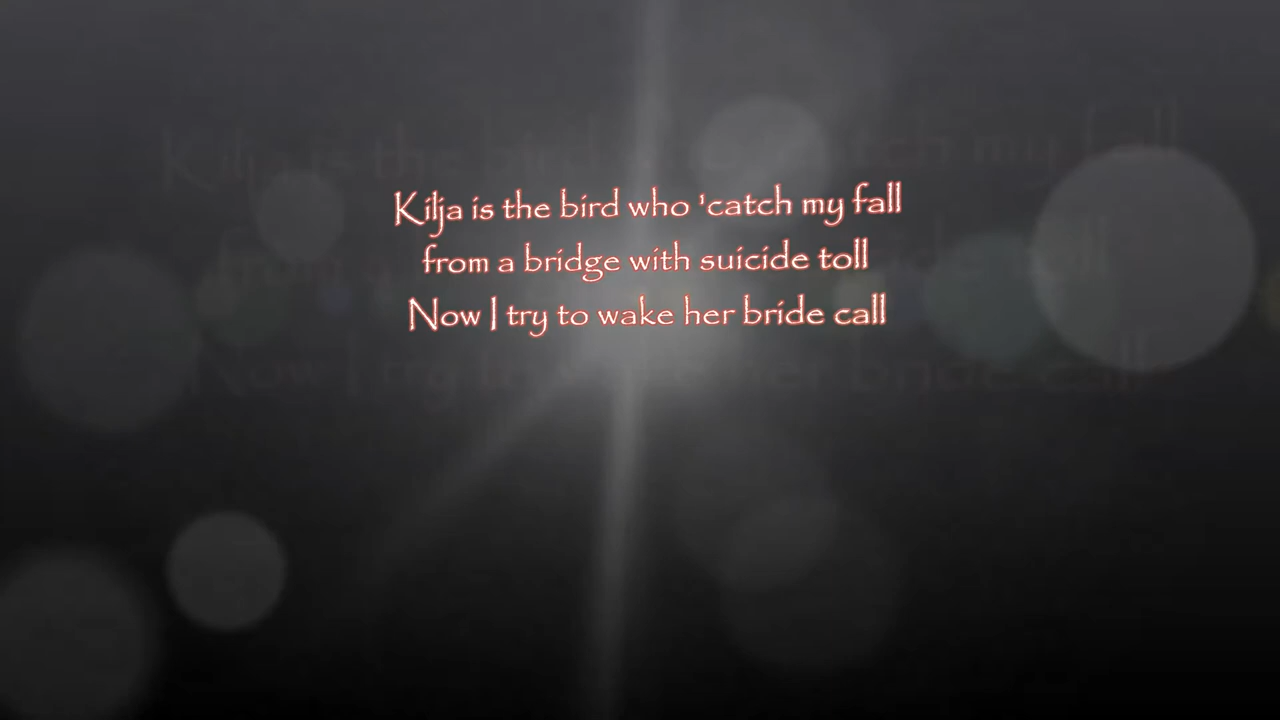 Kilja is the bird who 'catch my fall
from a bridge with suicide toll
Now I try to wake her bride call